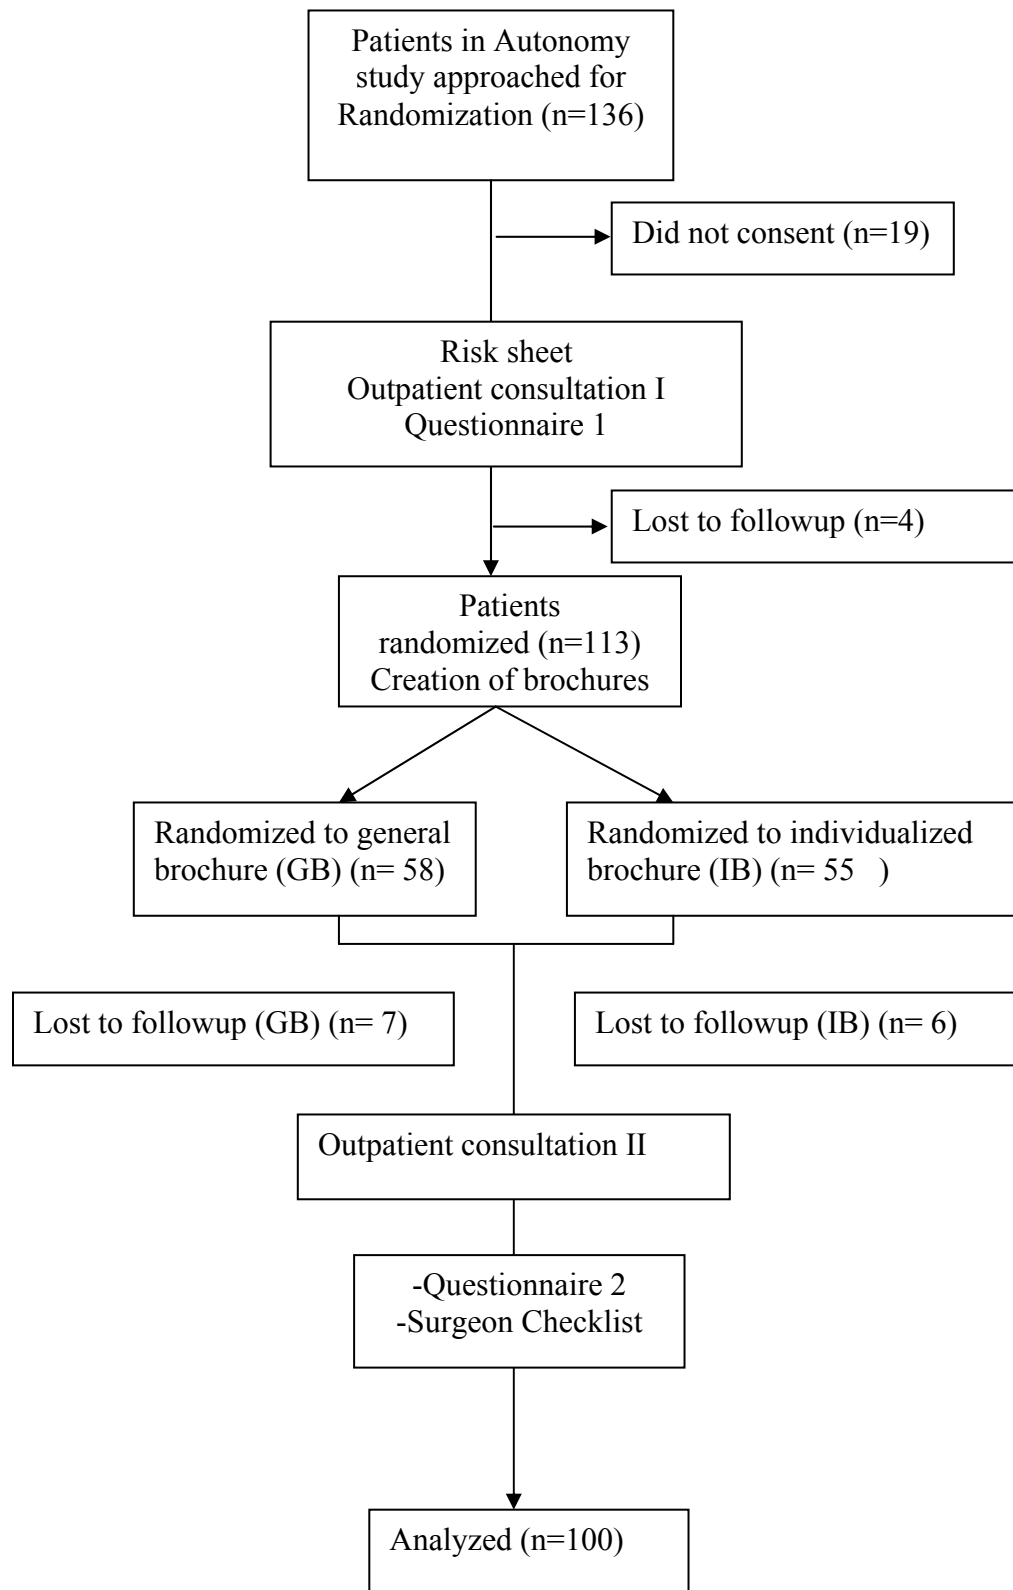 Patients in Autonomy
study approached for
Randomization (n=136)
Did not consent (n=19)
Risk sheet
Outpatient consultation I
Questionnaire 1
Lost to followup (n=4)
Patients
randomized (n=113)
Creation of brochures
Randomized to general
brochure (GB) (n= 58)
Randomized to individualized
brochure (IB) (n= 55   )
Lost to followup (GB) (n= 7)
Lost to followup (IB) (n= 6)
Outpatient consultation II
-Questionnaire 2
-Surgeon Checklist
Analyzed (n=100)